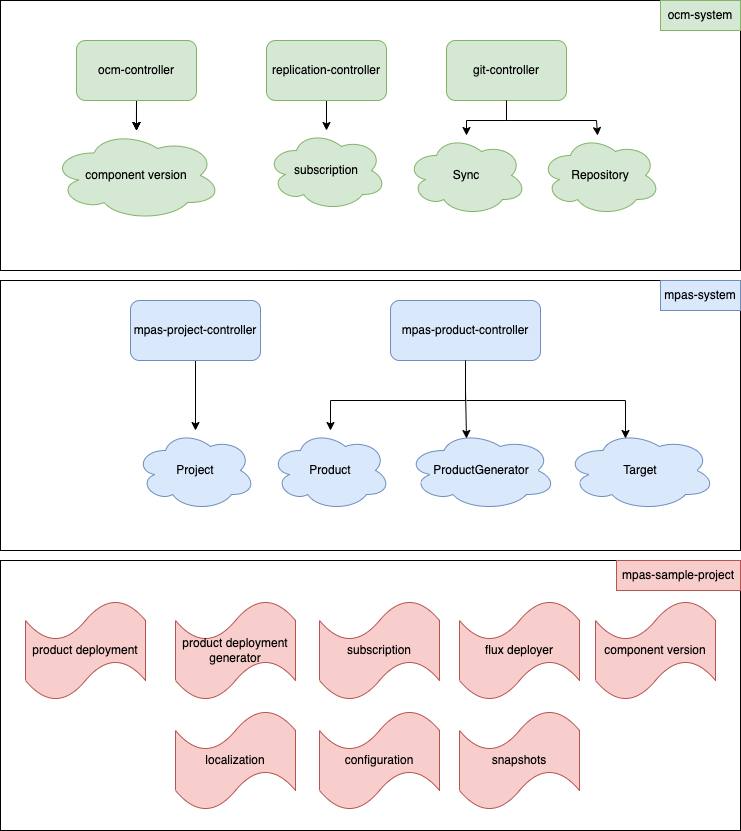 ocm-system
ocm-controller
replication-controller
git-controller
component version
subscription
Sync
Repository
mpas-system
mpas-project-controller
mpas-product-controller
Project
Product
ProductGenerator
Target
mpas-sample-project
product deployment
product deployment
generator
subscription
flux deployer
component version
localization
configuration
snapshots